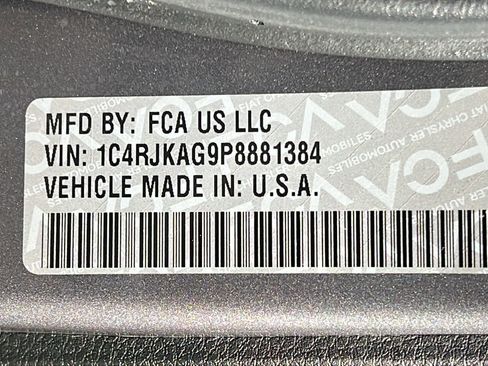 MFD BY: FCA US LLC
VIN: 1C4RJKAG9P8881384
VEHICLE MADE IN: U.S.A.